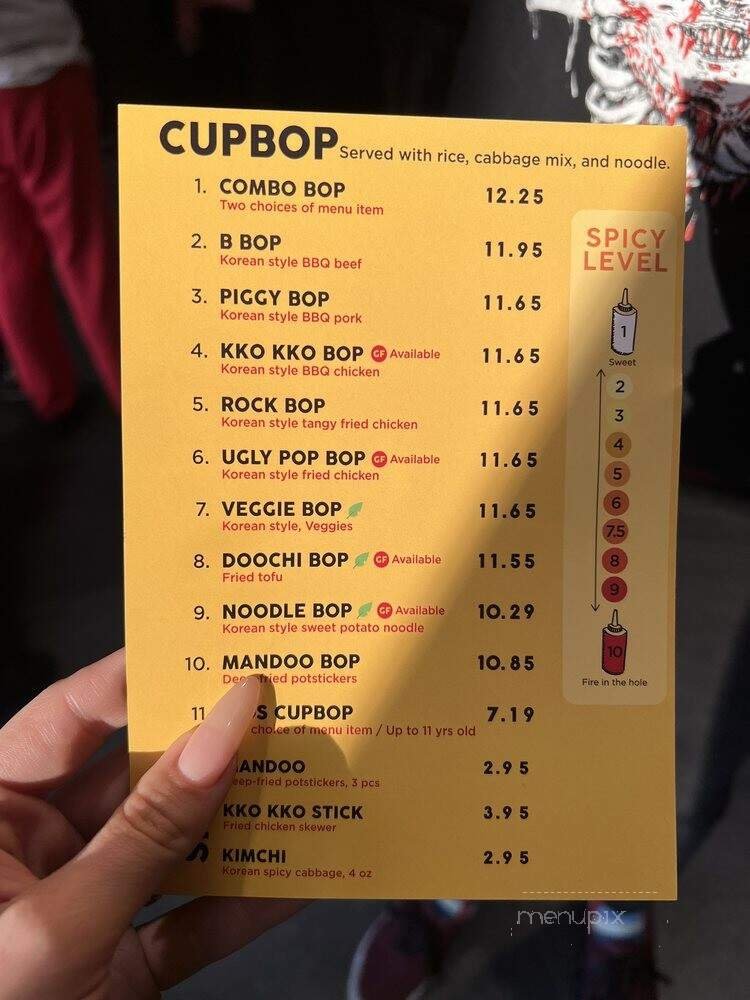 CUPBOP Served with rice, cabbage mix, and noodle.
1. COMBO BOP 12.25
Two choices of menu item
2. B BOP 11.95
Korean style BBQ beef
3. PIGGY BOP 11.65
Korean style BBQ pork
4. KKO KKO BOP GF Available 11.65
Korean style BBQ chicken
5. ROCK BOP 11.65
Korean style tangy fried chicken
6. UGLY POP BOP GF Available 11.65
Korean style fried chicken
7. VEGGIE BOP 11.65
Korean style, Veggies
8. DOOCHI BOP GF Available 11.55
Fried tofu
9. NOODLE BOP GF Available 10.29
Korean style sweet potato noodle
10. MANDOO BOP 10.85
fried potstickers
11 CUPBOP 7.19
choice of menu item / Up to 11 yrs old
MANDOO 2.95
potstickers, 3 pcs
KKO KKO STICK 3.95
Fried chicken skewer
KIMCHI 2.95
Korean spicy cabbage, 4 oz
SPICY
LEVEL
1
Sweet
2
3
4
5
6
7.5
8
9
10
Fire in the hole
menupix